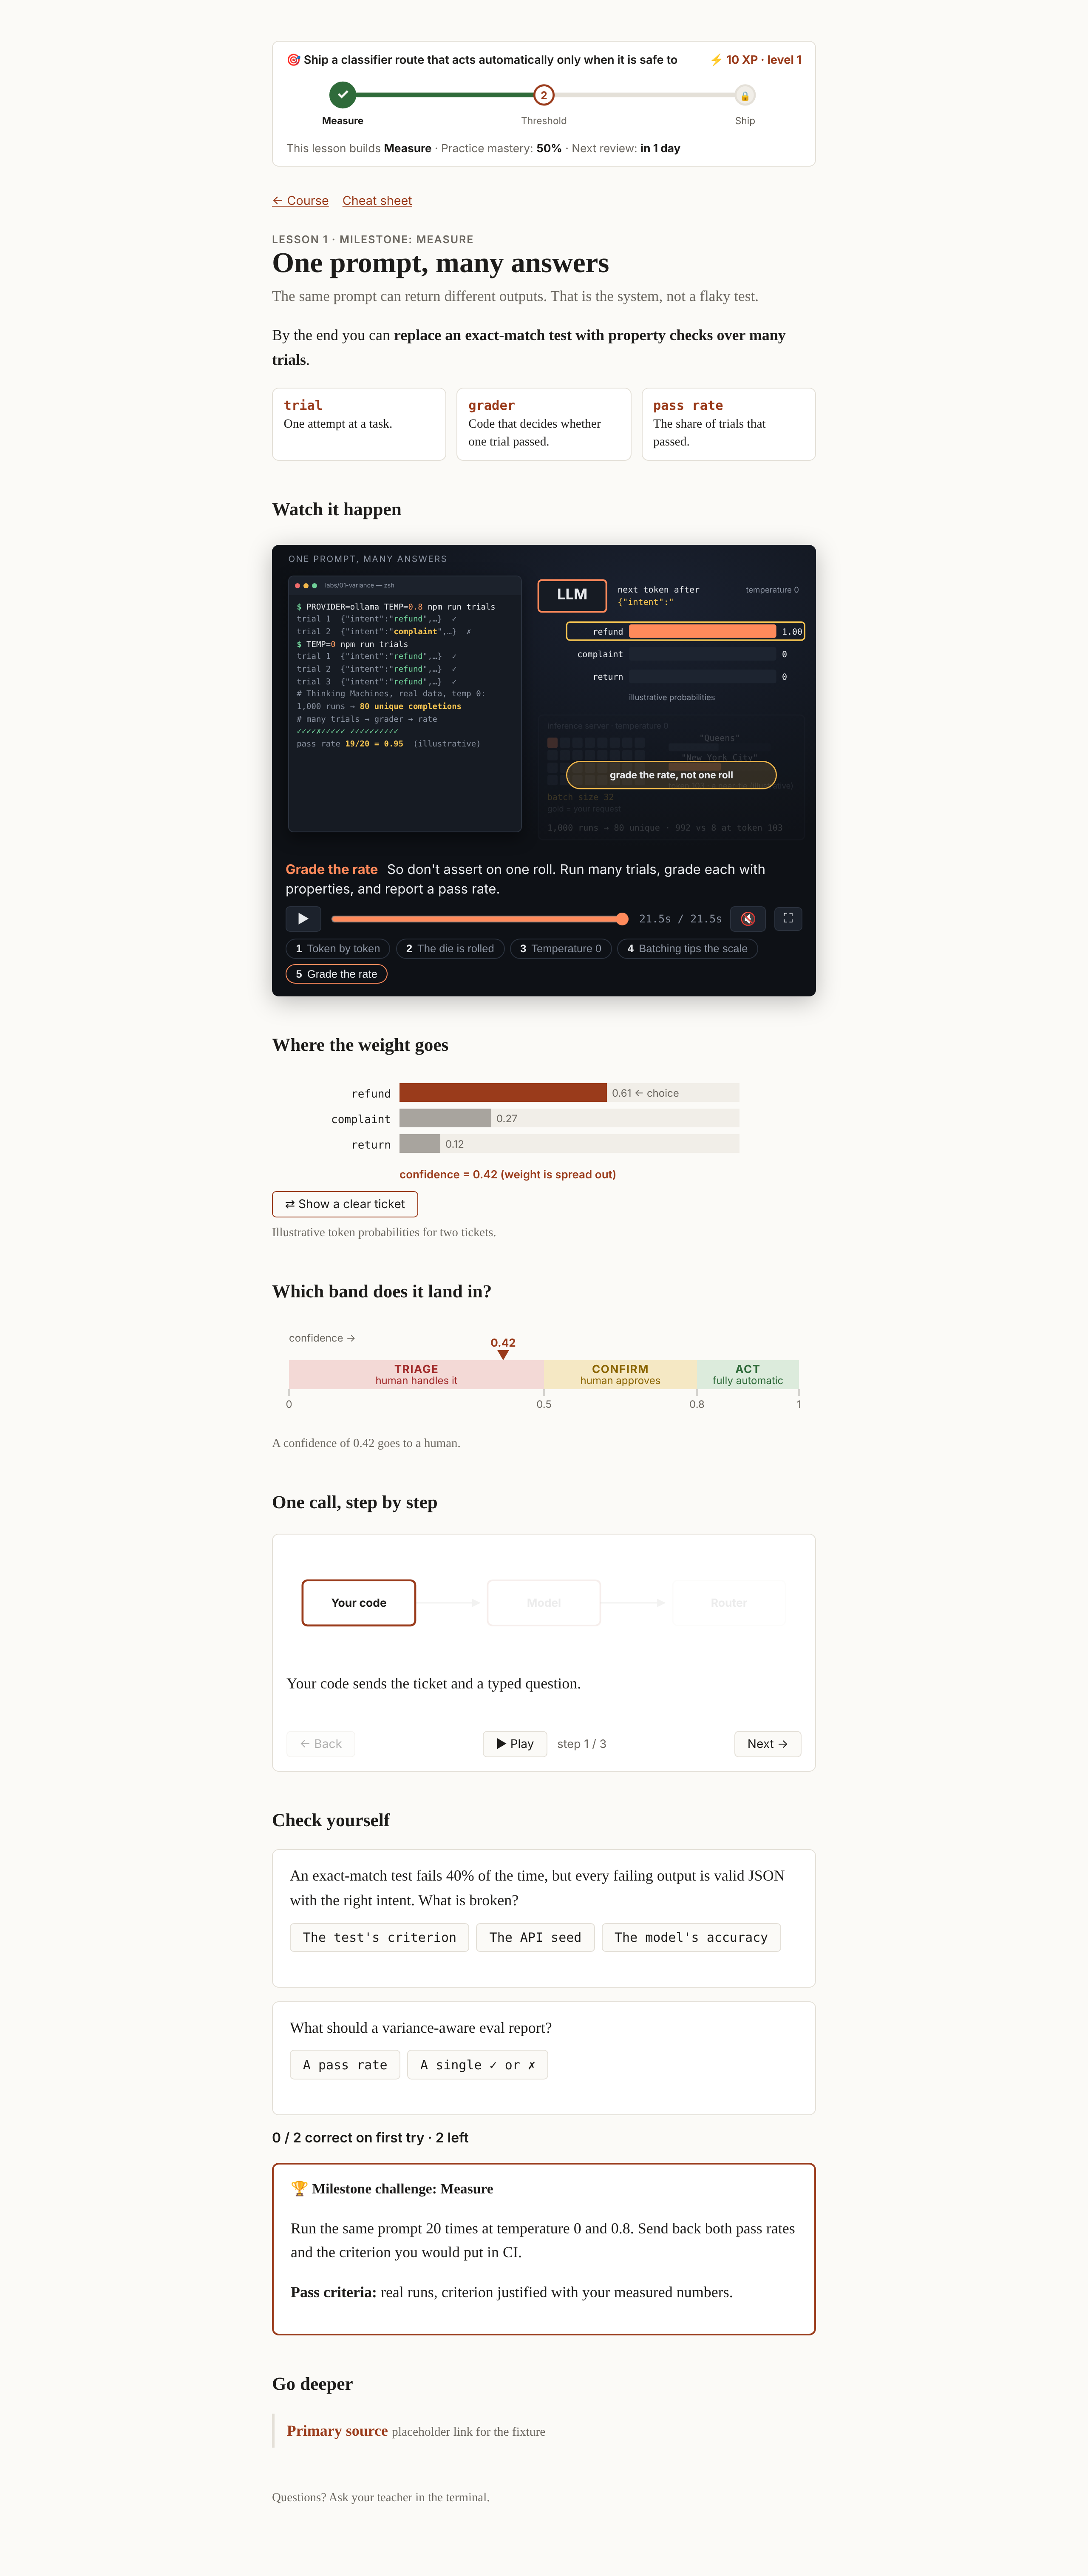 🎯 Ship a classifier route that acts automatically only when it is safe to
⚡ 10 XP · level 1
✓
2
🔒
Measure
Threshold
Ship
This lesson builds Measure · Practice mastery: 50% · Next review: in 1 day
← Course
Cheat sheet
LESSON 1 · MILESTONE: MEASURE
One prompt, many answers
The same prompt can return different outputs. That is the system, not a flaky test.
By the end you can replace an exact-match test with property checks over many
trials.
trial
One attempt at a task.
grader
Code that decides whether
one trial passed.
pass rate
The share of trials that
passed.
Watch it happen
ONE PROMPT, MANY ANSWERS
labs/01-variance — zsh
$ PROVIDER=ollama TEMP=0.8 npm run trials
trial 1 {"intent":"refund",…} ✓
trial 2 {"intent":"complaint",…} ✗
$ TEMP=0 npm run trials
trial 1 {"intent":"refund",…} ✓
trial 2 {"intent":"refund",…} ✓
trial 3 {"intent":"refund",…} ✓
# Thinking Machines, real data, temp 0:
1,000 runs → 80 unique completions
# many trials → grader → rate
✓✓✓✓✗✓✓✓✓✓ ✓✓✓✓✓✓✓✓✓✓
pass rate 19/20 = 0.95 (illustrative)
LLM
next token after
{"intent":"
temperature 0
refund
1.00
complaint
0
return
0
illustrative probabilities
inference server · temperature 0
"Queens"
"New York City"
grade the rate, not one roll
batch size 32
gold = your request
1,000 runs → 80 unique · 992 vs 8 at token 103
Grade the rate So don't assert on one roll. Run many trials, grade each with
properties, and report a pass rate.
21.5s / 21.5s
1 Token by token
2 The die is rolled
3 Temperature 0
4 Batching tips the scale
5 Grade the rate
Where the weight goes
refund
0.61 ← choice
complaint
0.27
return
0.12
confidence = 0.42 (weight is spread out)
⇄ Show a clear ticket
Illustrative token probabilities for two tickets.
Which band does it land in?
confidence →
0.42
TRIAGE
human handles it
CONFIRM
human approves
ACT
fully automatic
0
0.5
0.8
1
A confidence of 0.42 goes to a human.
One call, step by step
Your code
Model
Router
Your code sends the ticket and a typed question.
← Back
▶ Play
step 1 / 3
Next →
Check yourself
An exact-match test fails 40% of the time, but every failing output is valid JSON
with the right intent. What is broken?
The test's criterion
The API seed
The model's accuracy
What should a variance-aware eval report?
A pass rate
A single ✓ or ✗
0 / 2 correct on first try · 2 left
🏆 Milestone challenge: Measure
Run the same prompt 20 times at temperature 0 and 0.8. Send back both pass rates
and the criterion you would put in CI.
Pass criteria: real runs, criterion justified with your measured numbers.
Go deeper
Primary source placeholder link for the fixture
Questions? Ask your teacher in the terminal.